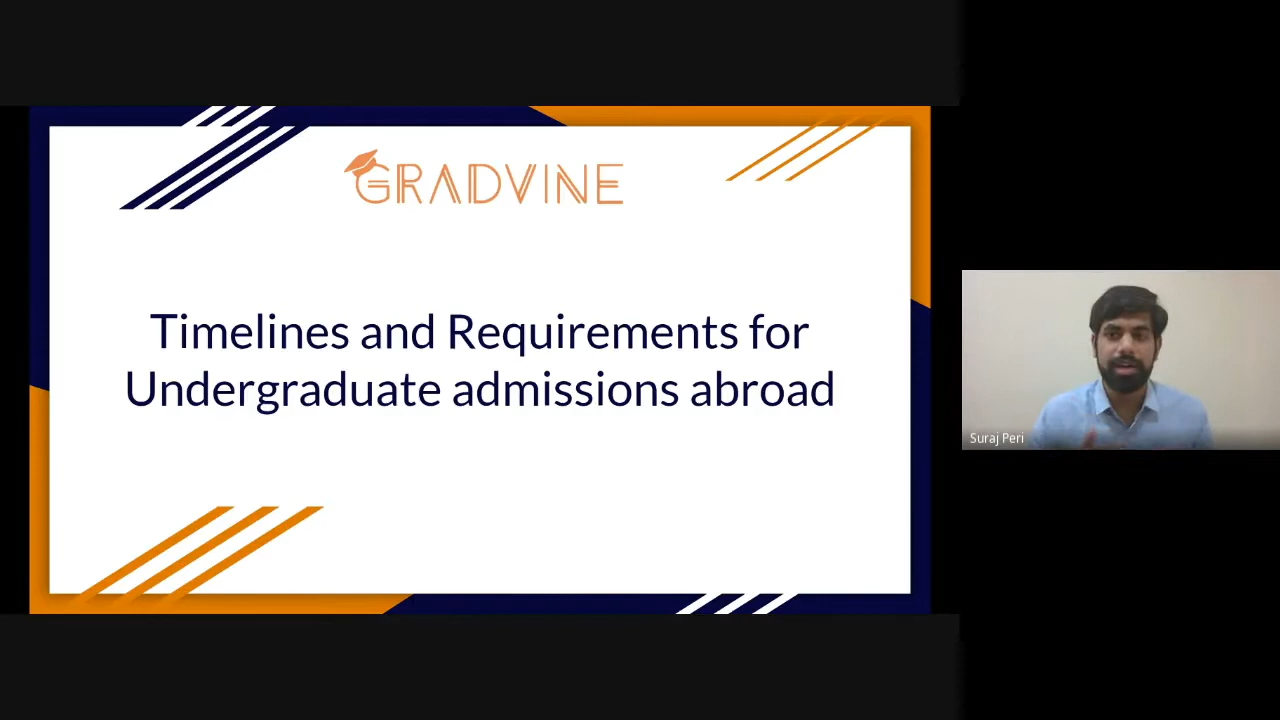 GRADVINE
Timelines and Requirements for
Undergraduate admissions abroad
Suraj Peri